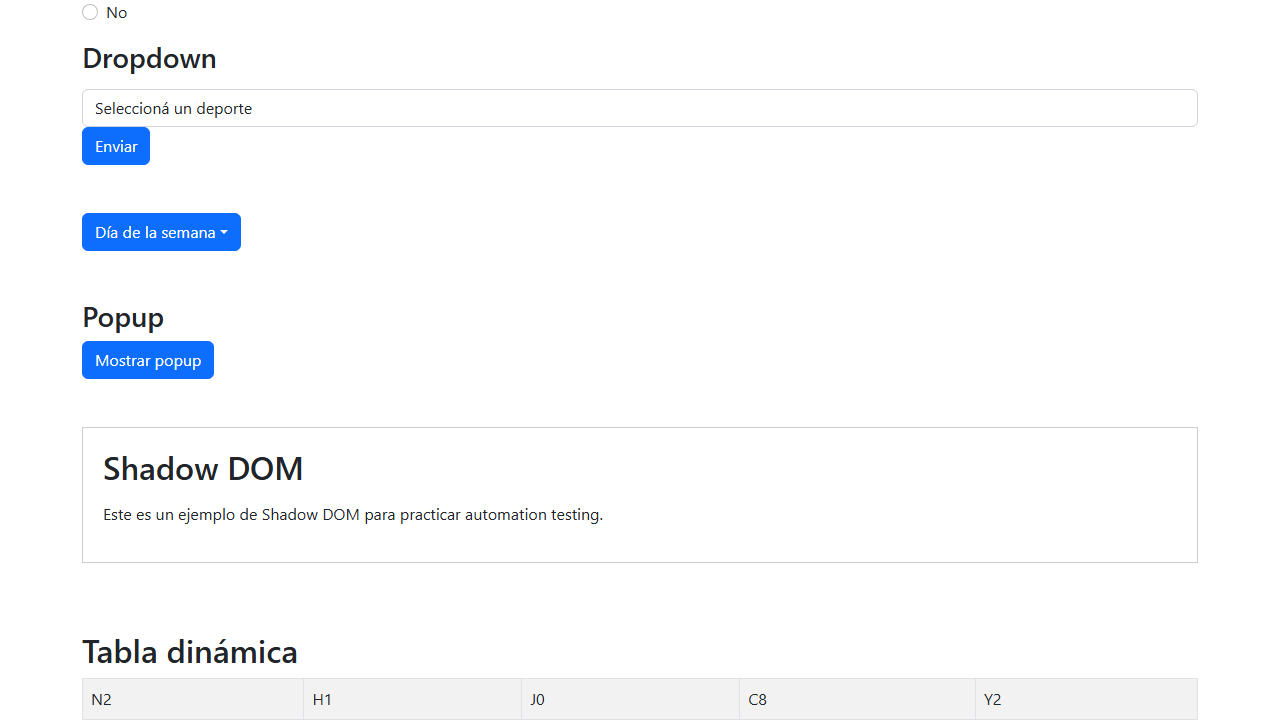 No
Dropdown
Seleccioná un deporte
Enviar
Día de la semana
Popup
Mostrar popup
Shadow DOM
Este es un ejemplo de Shadow DOM para practicar automation testing.
Tabla dinámica
N2 H1 J0 C8 Y2